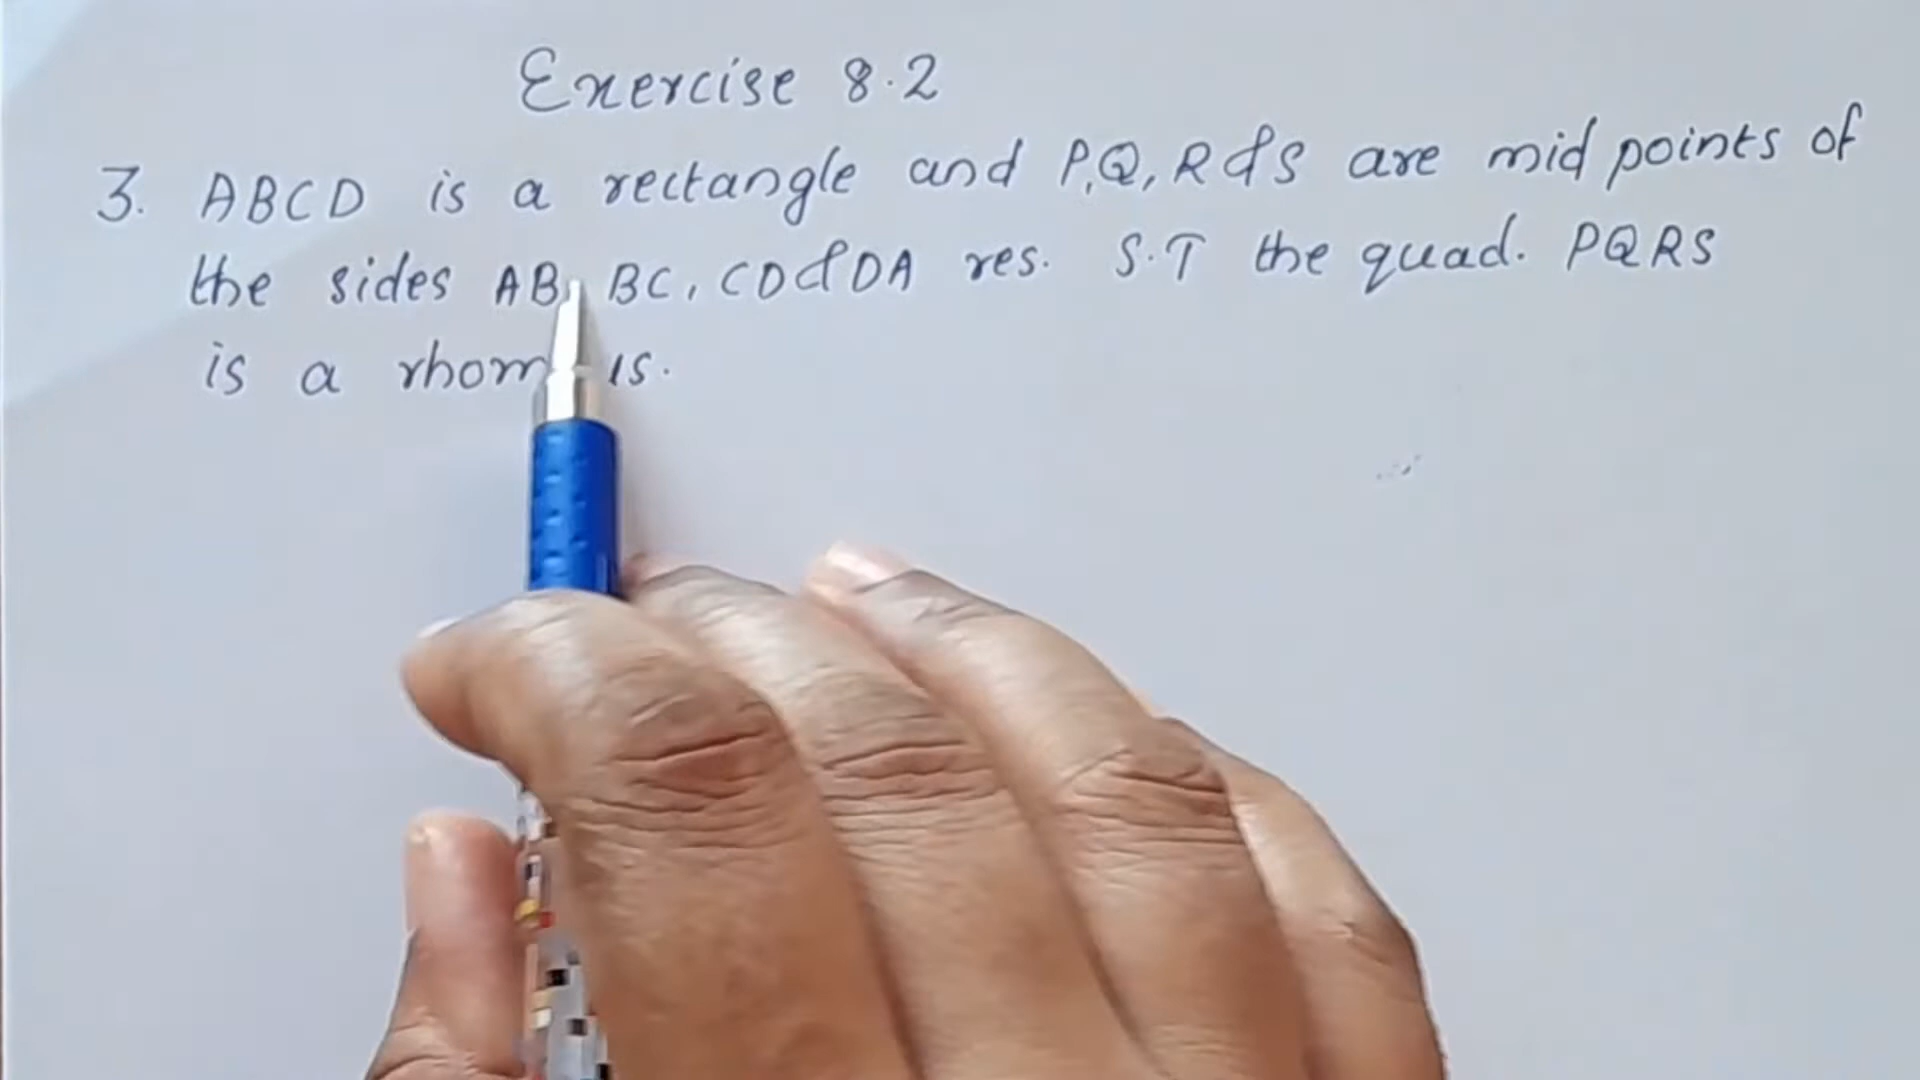 Exercise 8.2
3. ABCD is a rectangle and P,Q,R & S are mid points of
the sides AB, BC, CD & DA res. S.T the quad. PQRS
is a